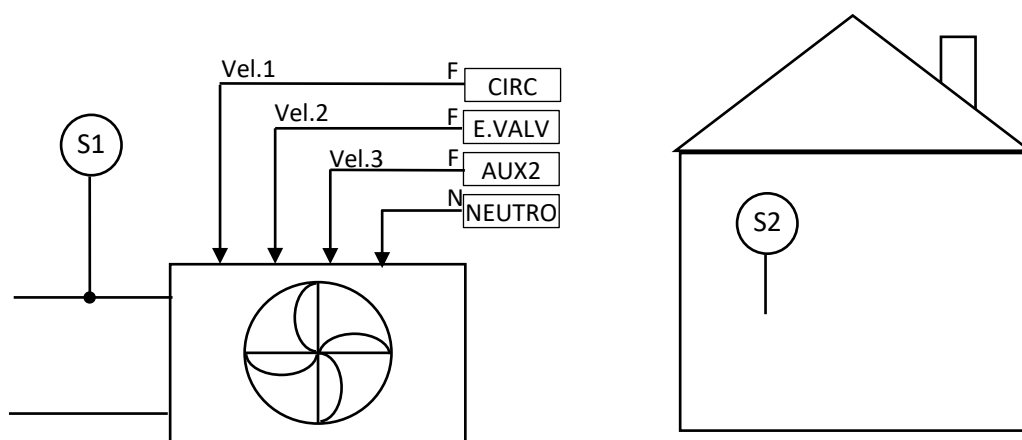 Vel.1 F CIRC
Vel.2 F E.VALV
S1
Vel.3 F AUX2
N NEUTRO
S2